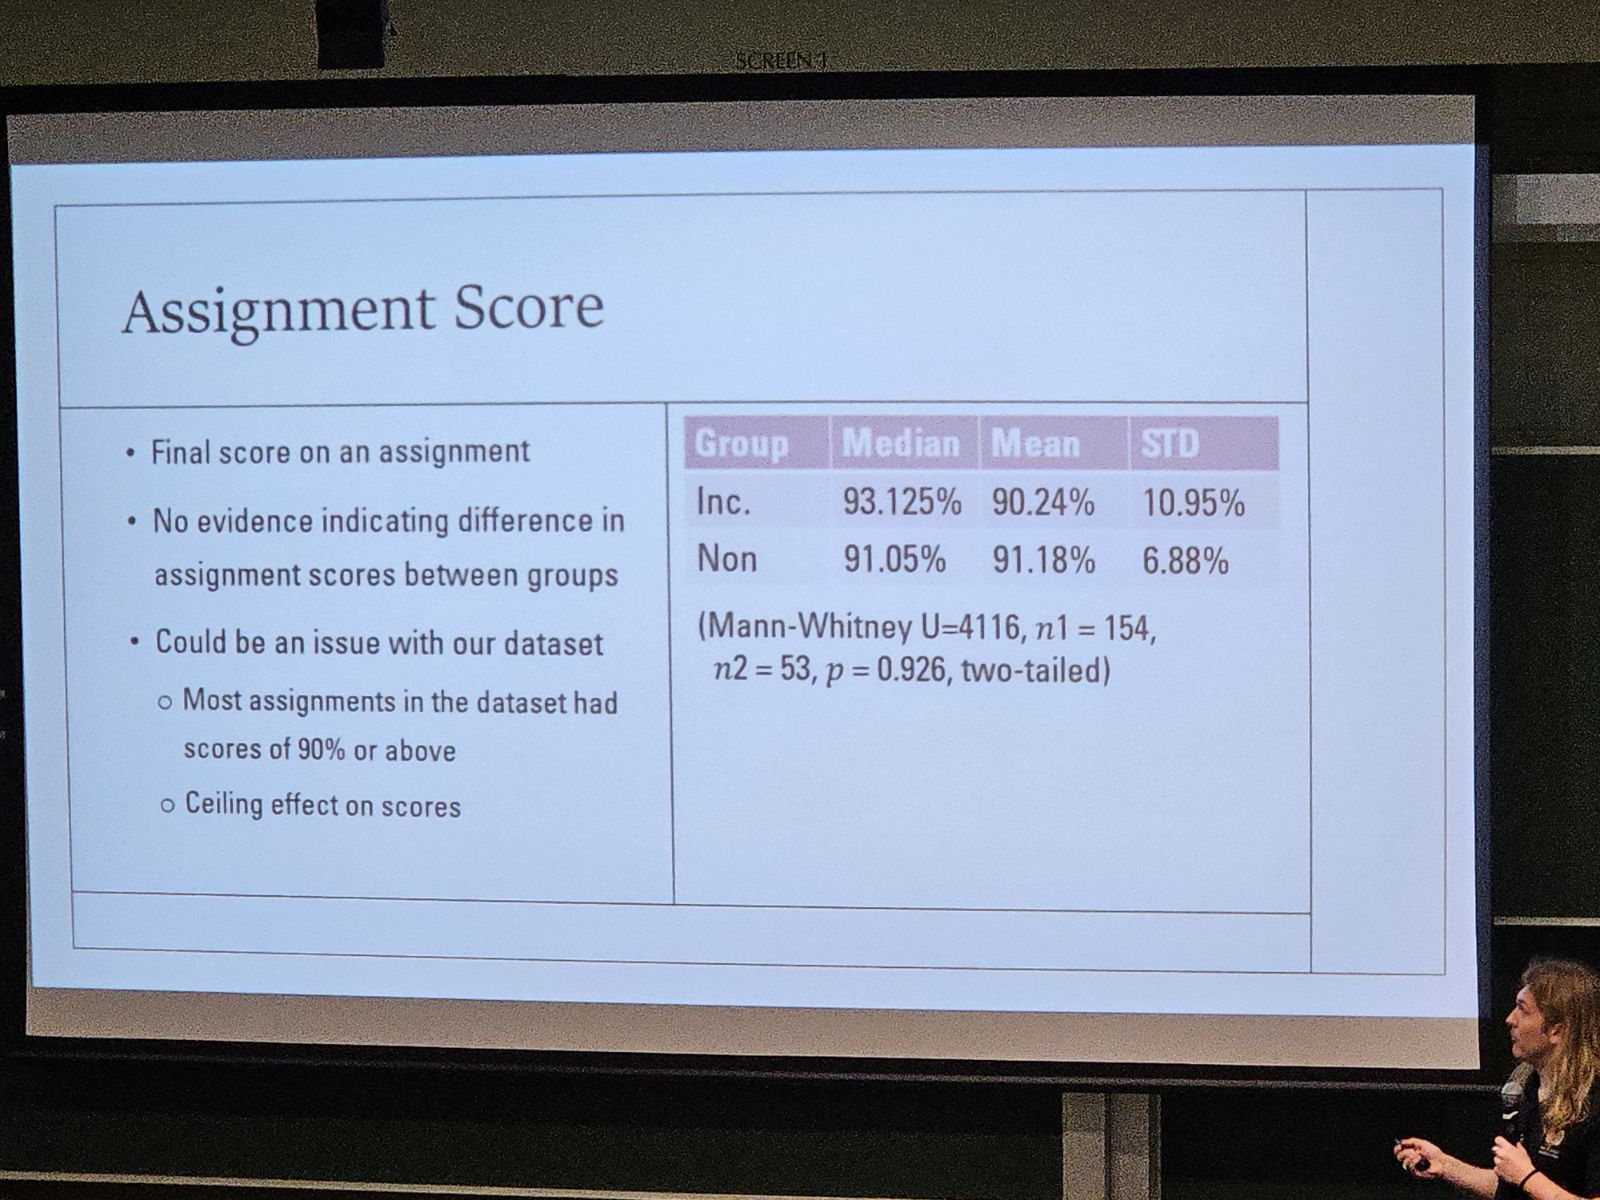 SCREEN 1
Assignment Score
• Final score on an assignment
• No evidence indicating difference in
assignment scores between groups
• Could be an issue with our dataset
○ Most assignments in the dataset had
scores of 90% or above
○ Ceiling effect on scores
Group Median Mean STD
Inc. 93.125% 90.24% 10.95%
Non 91.05% 91.18% 6.88%
(Mann-Whitney U=4116, n1 = 154,
n2 = 53, p = 0.926, two-tailed)